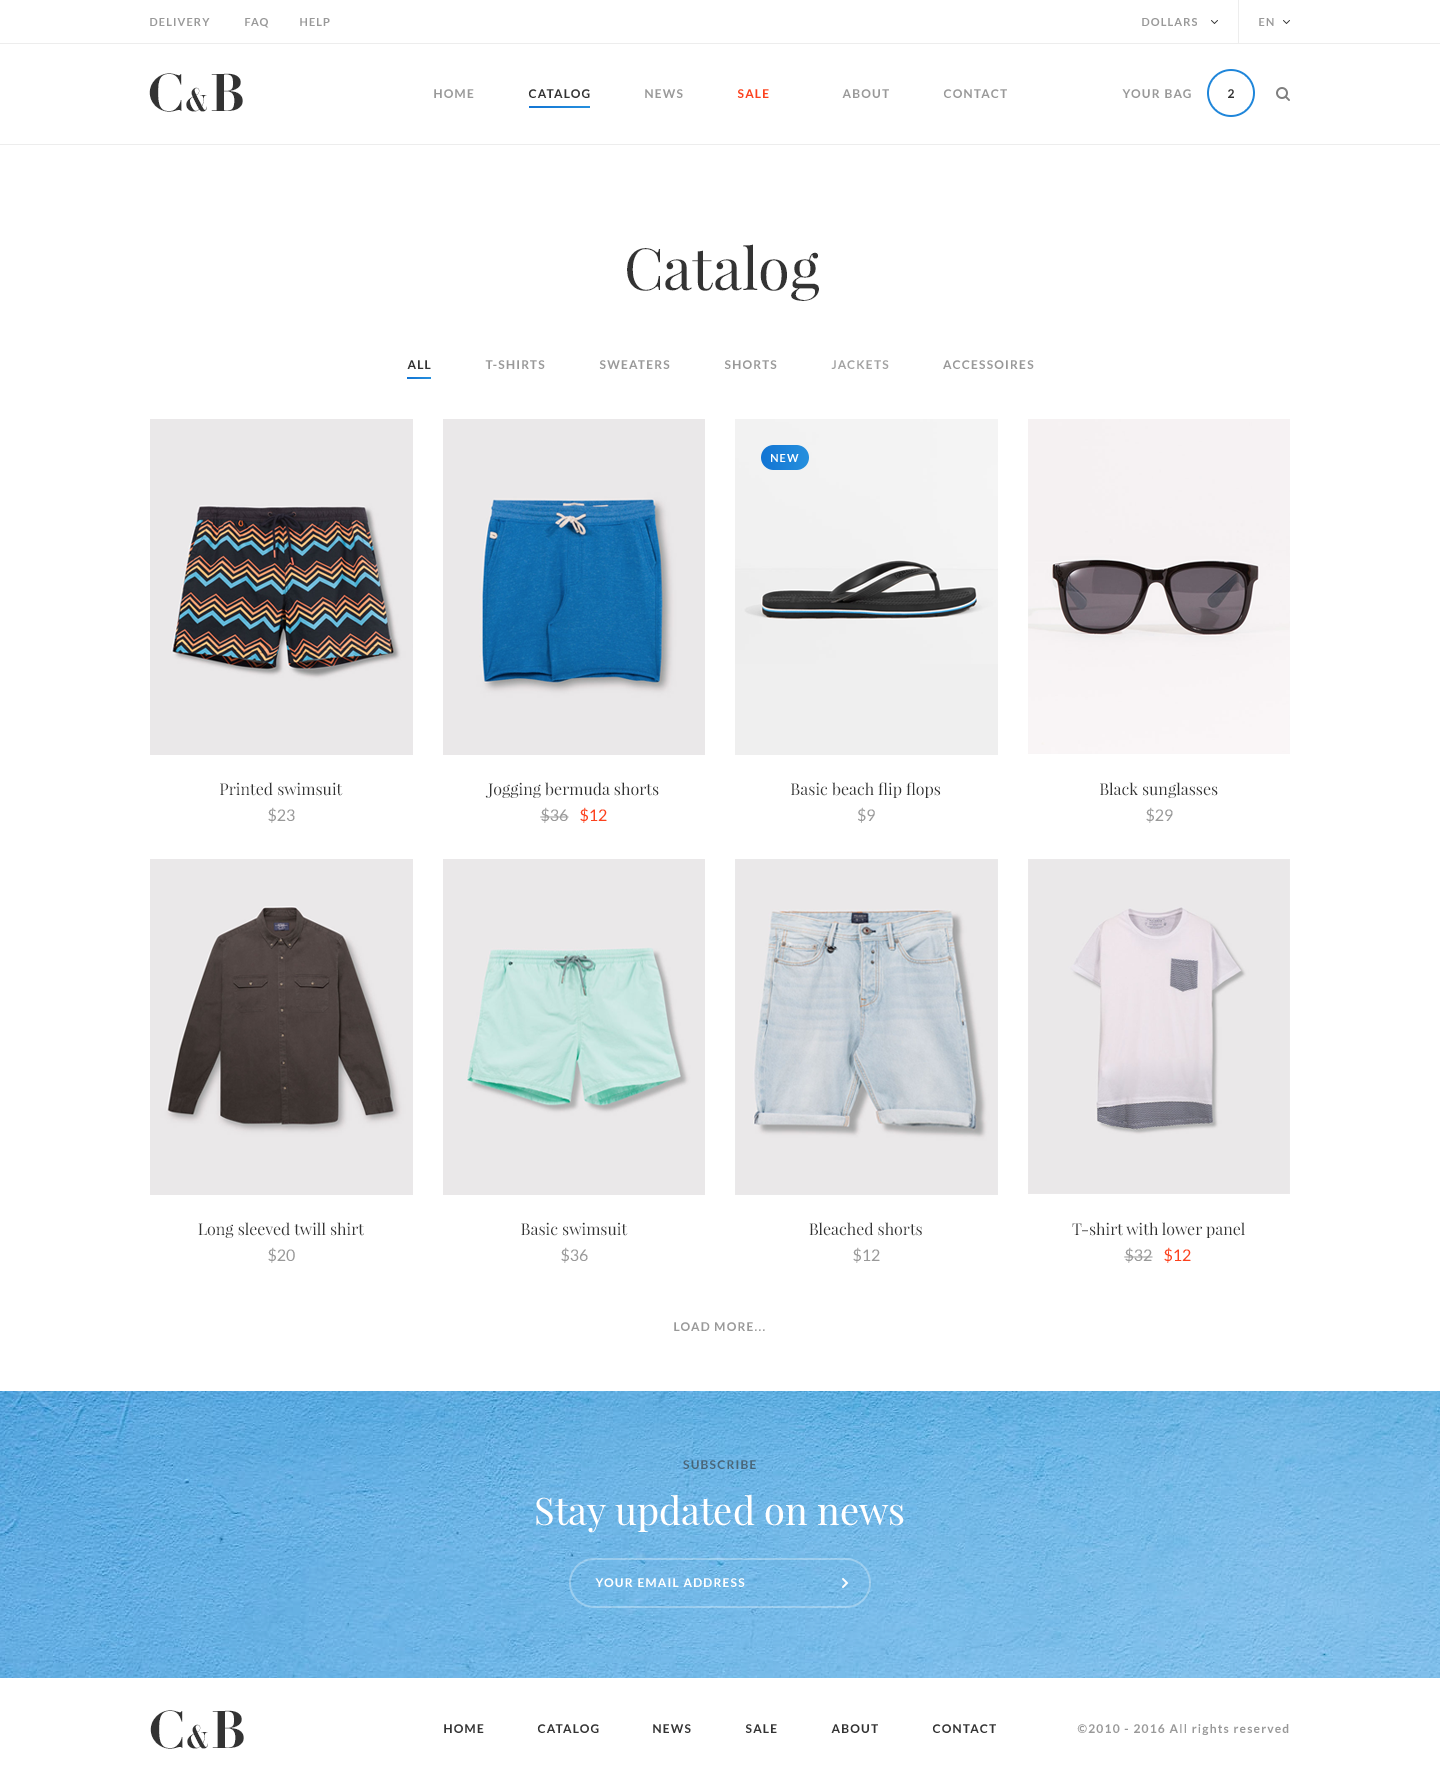 DELIVERY FAQ HELP DOLLARS EN
C&B HOME CATALOG NEWS SALE ABOUT CONTACT YOUR BAG 2
Catalog
ALL T-SHIRTS SWEATERS SHORTS JACKETS ACCESSOIRES
NEW
Printed swimsuit
$23
Jogging bermuda shorts
$36 $12
Basic beach flip flops
$9
Black sunglasses
$29
Long sleeved twill shirt
$20
Basic swimsuit
$36
Bleached shorts
$12
T-shirt with lower panel
$32 $12
LOAD MORE...
SUBSCRIBE
Stay updated on news
YOUR EMAIL ADDRESS
C&B HOME CATALOG NEWS SALE ABOUT CONTACT ©2010 - 2016 All rights reserved